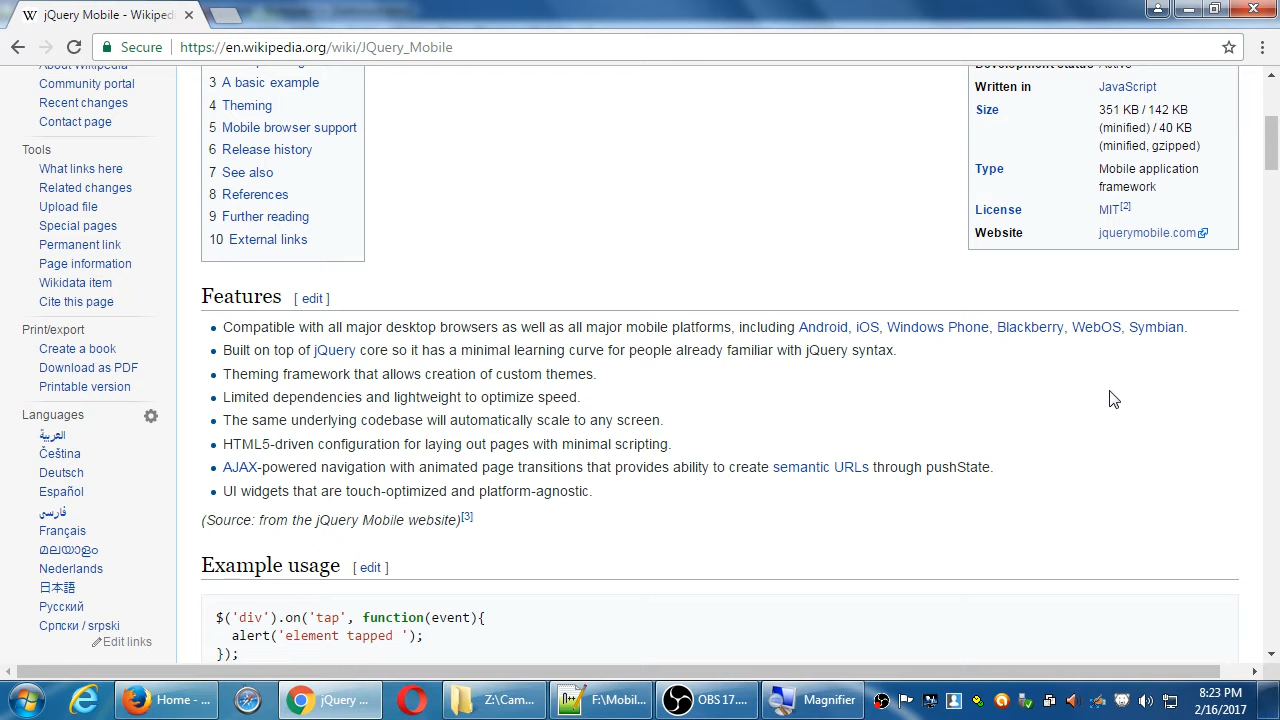 jQuery Mobile - Wikiped
Secure
https://en.wikipedia.org/wiki/JQuery_Mobile
About Wikipedia
Community portal
Recent changes
Contact page
Tools
What links here
Related changes
Upload file
Special pages
Permanent link
Page information
Wikidata item
Cite this page
Print/export
Create a book
Download as PDF
Printable version
Languages
العربية
Čeština
Deutsch
Español
فارسی
Français
മലയാളം
Nederlands
日本語
Русский
Српски / srpski
Edit links
3 A basic example
4 Theming
5 Mobile browser support
6 Release history
7 See also
8 References
9 Further reading
10 External links
Development status Active
Written in JavaScript
Size 351 KB / 142 KB
(minified) / 40 KB
(minified, gzipped)
Type Mobile application
framework
License MIT[2]
Website jquerymobile.com
Features [ edit ]
• Compatible with all major desktop browsers as well as all major mobile platforms, including Android, iOS, Windows Phone, Blackberry, WebOS, Symbian.
• Built on top of jQuery core so it has a minimal learning curve for people already familiar with jQuery syntax.
• Theming framework that allows creation of custom themes.
• Limited dependencies and lightweight to optimize speed.
• The same underlying codebase will automatically scale to any screen.
• HTML5-driven configuration for laying out pages with minimal scripting.
• AJAX-powered navigation with animated page transitions that provides ability to create semantic URLs through pushState.
• UI widgets that are touch-optimized and platform-agnostic.
(Source: from the jQuery Mobile website)[3]
Example usage [ edit ]
$('div').on('tap', function(event){
alert('element tapped ');
});
Home - ...
jQuery ...
Z:\Cam...
F:\Mobil...
OBS 17....
Magnifier
8:23 PM
2/16/2017